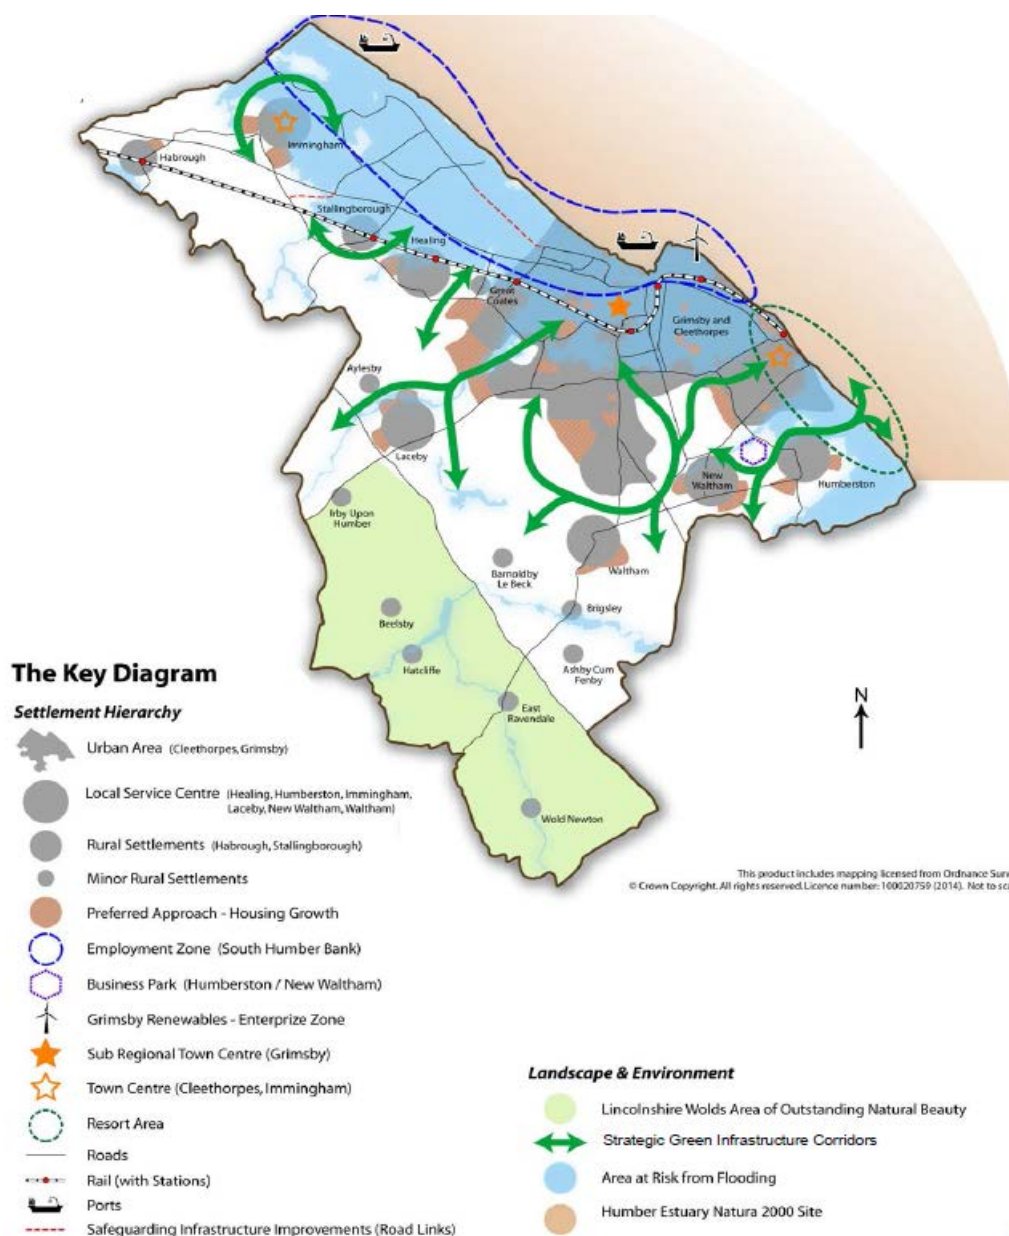 Immingham
Habrough
Stallingborough
Healing
Great
Coates
Grimsby and
Cleethorpes
Aylesby
Laceby
New
Waltham
Humberston
Irby Upon
Humber
Waltham
Barnoldby
Le Beck
Beelsby
Brigsley
Hatcliffe
Ashby Cum
Fenby
East
Ravendale
Wold Newton
N
The Key Diagram
Settlement Hierarchy
Urban Area (Cleethorpes, Grimsby)
Local Service Centre (Healing, Humberston, Immingham,
Laceby, New Waltham, Waltham)
Rural Settlements (Habrough, Stallingborough)
Minor Rural Settlements
Preferred Approach - Housing Growth
Employment Zone (South Humber Bank)
Business Park (Humberston / New Waltham)
Grimsby Renewables - Enterprize Zone
Sub Regional Town Centre (Grimsby)
Town Centre (Cleethorpes, Immingham)
Resort Area
Roads
Rail (with Stations)
Ports
Safeguarding Infrastructure Improvements (Road Links)
This product includes mapping licensed from Ordnance Surv
© Crown Copyright. All rights reserved. Licence number: 100020759 (2014). Not to sca
Landscape & Environment
Lincolnshire Wolds Area of Outstanding Natural Beauty
Strategic Green Infrastructure Corridors
Area at Risk from Flooding
Humber Estuary Natura 2000 Site